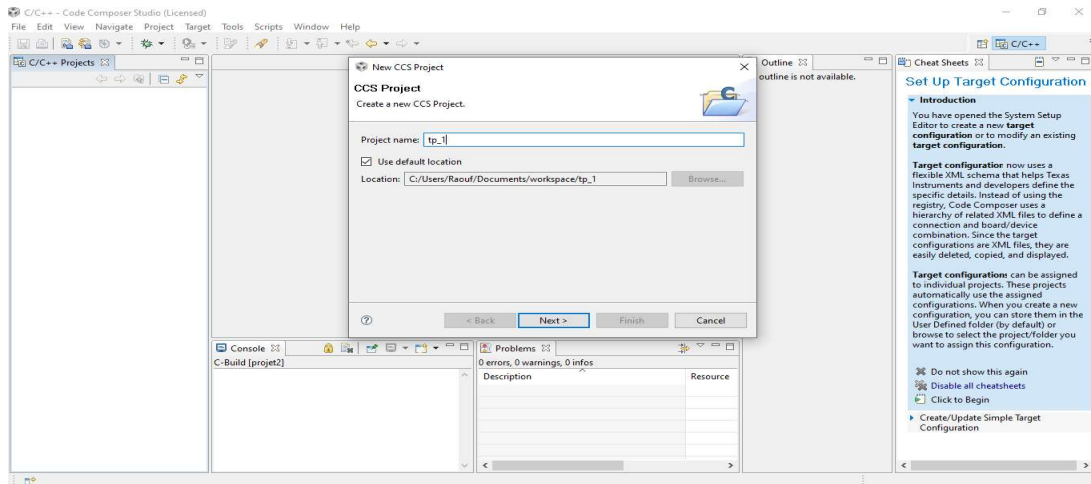 C/C++ - Code Composer Studio (Licensed)
File Edit View Navigate Project Target Tools Scripts Window Help
C/C++
C/C++ Projects
New CCS Project
CCS Project
Create a new CCS Project.
Project name: tp_1
Use default location
Location: C:/Users/Raouf/Documents/workspace/tp_1 Browse...
< Back Next > Finish Cancel
Outline
outline is not available.
Console
C-Build [projet2]
Problems
0 errors, 0 warnings, 0 infos
Description Resource
Cheat Sheets
Set Up Target Configuration
Introduction
You have opened the System Setup
Editor to create a new target
configuration or to modify an existing
target configuration.
Target configuration now uses a
flexible XML schema that helps Texas
Instruments and developers define the
specific details. Instead of using the
registry, Code Composer uses a
hierarchy of related XML files to define a
connection and board/device
combination. Since the target
configurations are XML files, they are
easily deleted, copied, and displayed.
Target configurations can be assigned
to individual projects. These projects
automatically use the assigned
configurations. When you create a new
configuration, you can store them in the
User Defined folder (by default) or
browse to select the project/folder you
want to assign this configuration.
Do not show this again
Disable all cheatsheets
Click to Begin
Create/Update Simple Target
Configuration